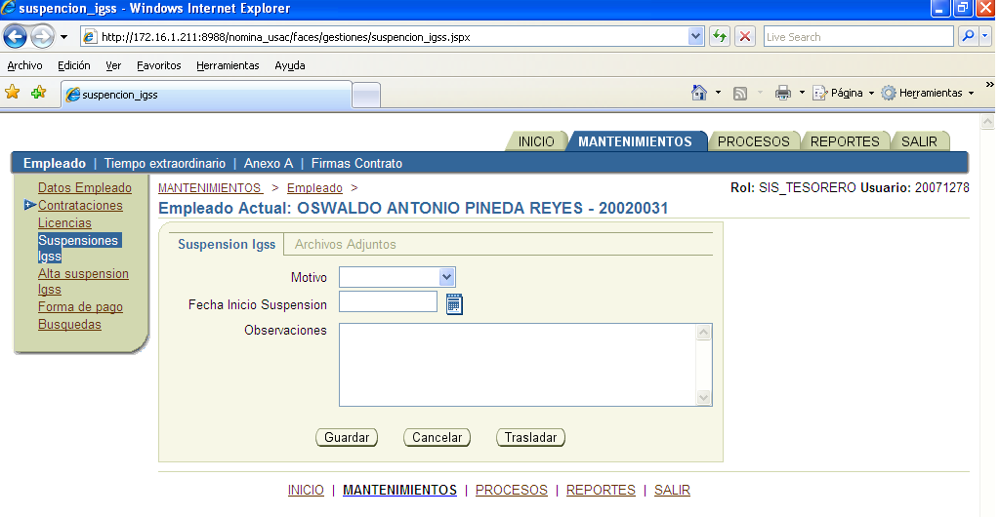 suspencion_igss - Windows Internet Explorer
http://172.16.1.211:8988/nomina_usac/faces/gestiones/suspencion_igss.jspx
Live Search
Archivo Edición Ver Favoritos Herramientas Ayuda
suspencion_igss
Página Herramientas »
INICIO MANTENIMIENTOS PROCESOS REPORTES SALIR
Empleado | Tiempo extraordinario | Anexo A | Firmas Contrato
Datos Empleado
Contrataciones
Licencias
Suspensiones
Igss
Alta suspension
Igss
Forma de pago
Busquedas
MANTENIMIENTOS > Empleado >
Rol: SIS_TESORERO Usuario: 20071278
Empleado Actual: OSWALDO ANTONIO PINEDA REYES - 20020031
Suspension Igss Archivos Adjuntos
Motivo
Fecha Inicio Suspension
Observaciones
Guardar Cancelar Trasladar
INICIO | MANTENIMIENTOS | PROCESOS | REPORTES | SALIR